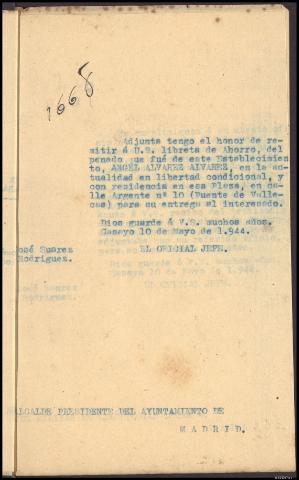 1668
Adjunta tengo el honor de re-
mitir á U.S. libreta de Ahorro, del
penado que fué de este Establecimien
to, ANGEL ALVAREZ ALVAREZ, en la ac-
tualidad en libertad condicional, y
con residencia en esa Plaza, en ca-
lle Argente nº 10 (Puente de Valle-
cas) para su entrega al interesado.
Dios guarde á V.S. muchos años.
Casayo 10 de Mayo de 1.944.
José Suarez
Rodriguez.
EL OFICIAL JEFE.
ALCALDE PRESIDENTE DEL AYUNTAMIENTO DE
M A D R I D.